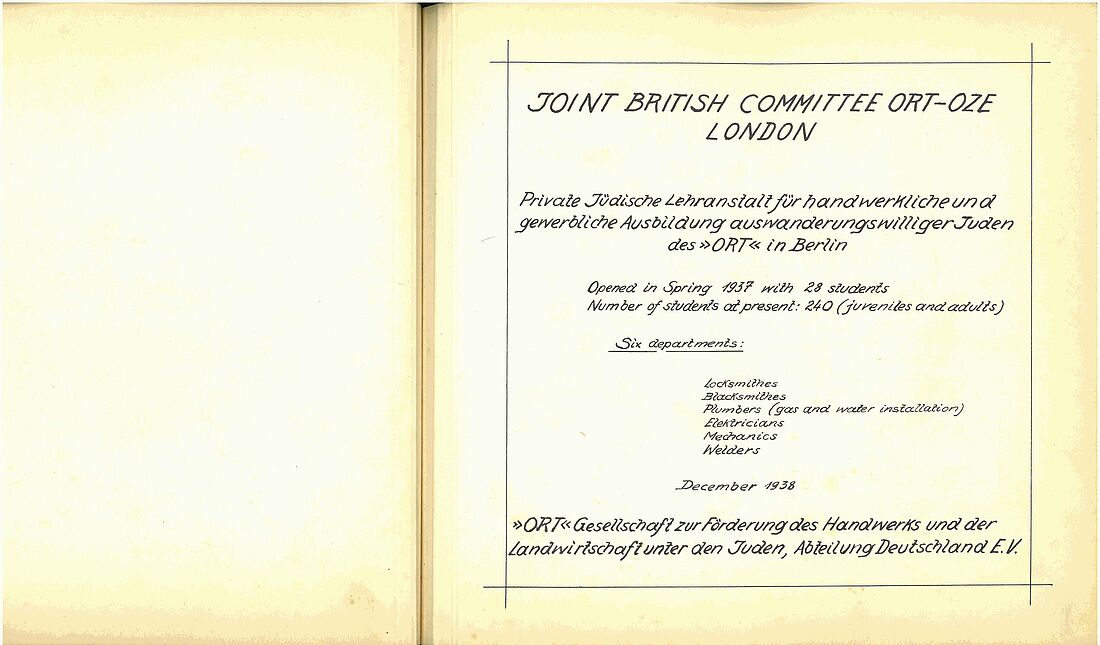 JOINT BRITISH COMMITTEE ORT-OZE
LONDON
Private Jüdische Lehranstalt für handwerkliche und
gewerbliche Ausbildung auswanderungswilliger Juden
des »ORT« in Berlin
Opened in Spring 1937 with 28 students
Number of students at present: 240 (juveniles and adults)
Six departments:
Locksmithes
Blacksmithes
Plumbers (gas and water installation)
Elektricians
Mechanics
Welders
December 1938
»ORT« Gesellschaft zur Förderung des Handwerks und der
Landwirtschaft unter den Juden, Abteilung Deutschland E.V.